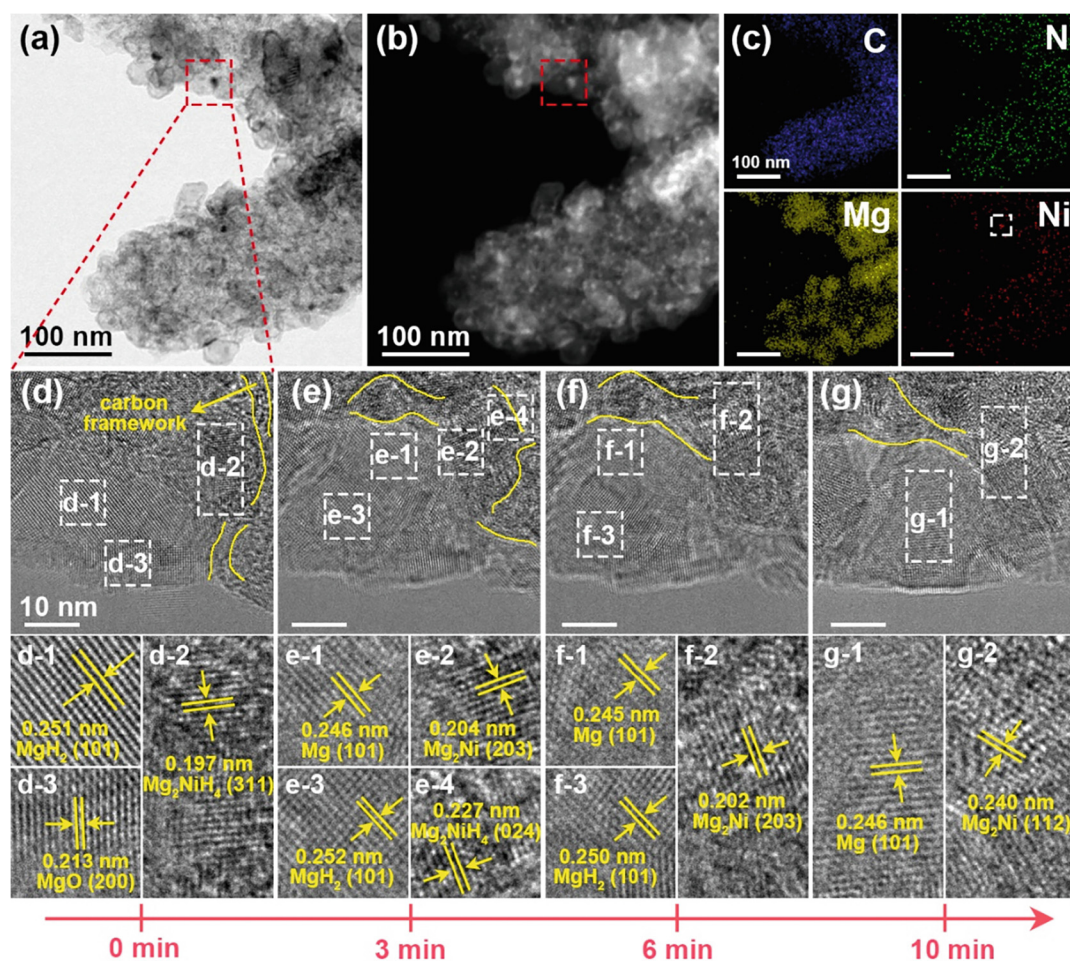 (a)
100 nm
(b)
100 nm
(c)
C
100 nm
N
Mg
Ni
(d)
carbon
framework
d-2
d-1
d-3
10 nm
(e)
e-4
e-1
e-2
e-3
(f)
f-2
f-1
f-3
(g)
g-2
g-1
d-1
0.251 nm
MgH₂ (101)
d-2
0.197 nm
Mg₂NiH₄ (311)
d-3
0.213 nm
MgO (200)
e-1
0.246 nm
Mg (101)
e-2
0.204 nm
Mg₂Ni (203)
e-3
0.252 nm
MgH₂ (101)
e-4
0.227 nm
Mg₂NiH₄ (024)
f-1
0.245 nm
Mg (101)
f-2
0.202 nm
Mg₂Ni (203)
f-3
0.250 nm
MgH₂ (101)
g-1
0.246 nm
Mg (101)
g-2
0.240 nm
Mg₂Ni (112)
0 min
3 min
6 min
10 min